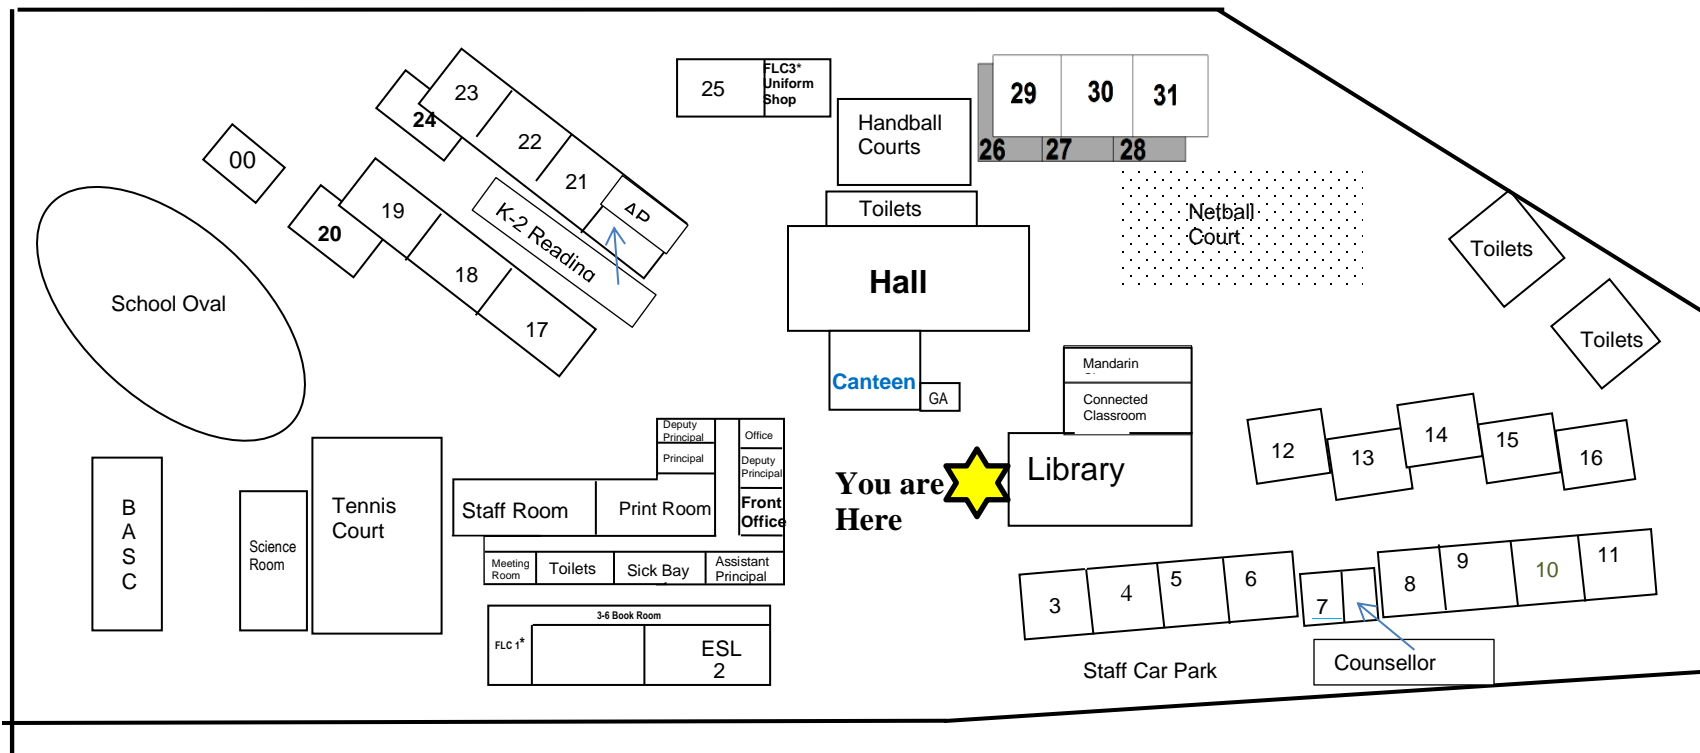 23
24
22
21
AP
00
19
20
18
17
K-2 Reading
School Oval
25
FLC3*
Uniform
Shop
Handball
Courts
Toilets
Hall
Canteen
GA
29
30
31
26
27
28
Netball
Court
Toilets
Toilets
Mandarin
Connected
Classroom
Library
You are
Here
12
13
14
15
16
B
A
S
C
Science
Room
Tennis
Court
Deputy
Principal
Principal
Office
Deputy
Principal
Front
Office
Staff Room
Print Room
Meeting
Room
Toilets
Sick Bay
Assistant
Principal
3-6 Book Room
FLC 1*
ESL
2
3
4
5
6
7
8
9
10
11
Counsellor
Staff Car Park